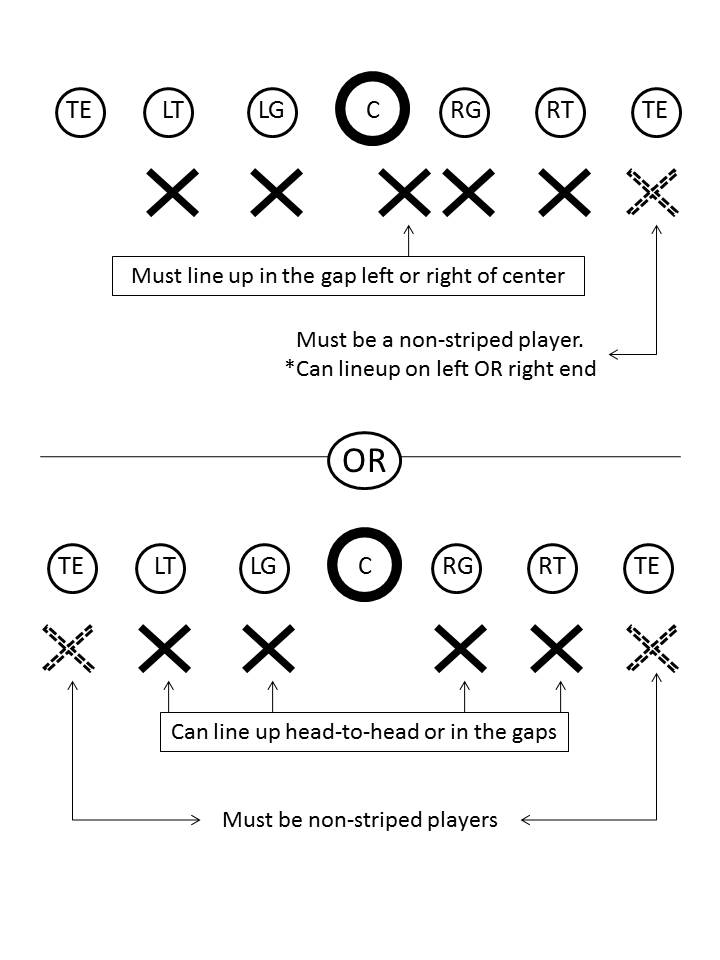 TE LT LG C RG RT TE
Must line up in the gap left or right of center
Must be a non-striped player.
*Can lineup on left OR right end
OR
TE LT LG C RG RT TE
Can line up head-to-head or in the gaps
Must be non-striped players